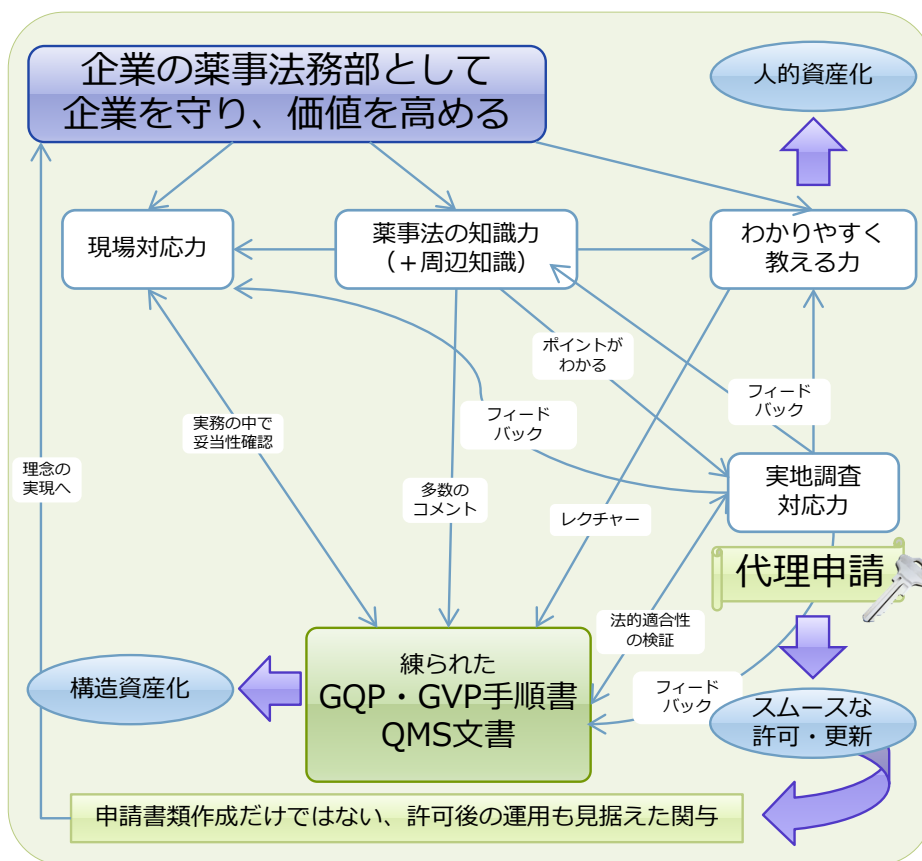 企業の薬事法務部として
企業を守り、価値を高める
人的資産化
現場対応力
薬事法の知識力
（＋周辺知識）
わかりやすく
教える力
ポイントが
わかる
フィード
バック
フィード
バック
実務の中で
妥当性確認
理念の
実現へ
多数の
コメント
レクチャー
実地調査
対応力
代理申請
法的適合性
の検証
練られた
GQP・GVP手順書
QMS文書
構造資産化
フィード
バック
スムースな
許可・更新
申請書類作成だけではない、許可後の運用も見据えた関与